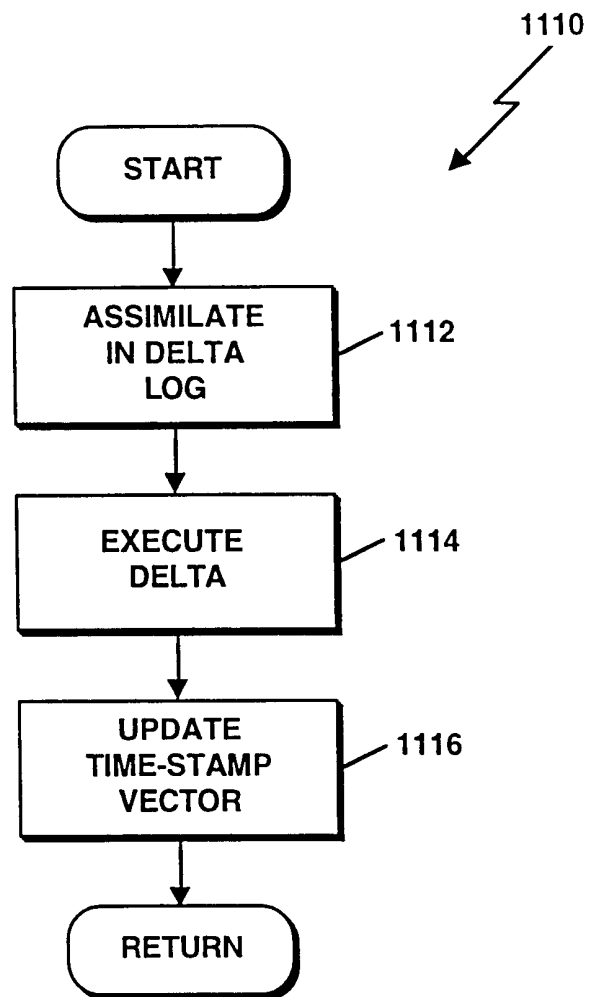 1110
START
ASSIMILATE
IN DELTA
LOG
1112
EXECUTE
DELTA
1114
UPDATE
TIME-STAMP
VECTOR
1116
RETURN